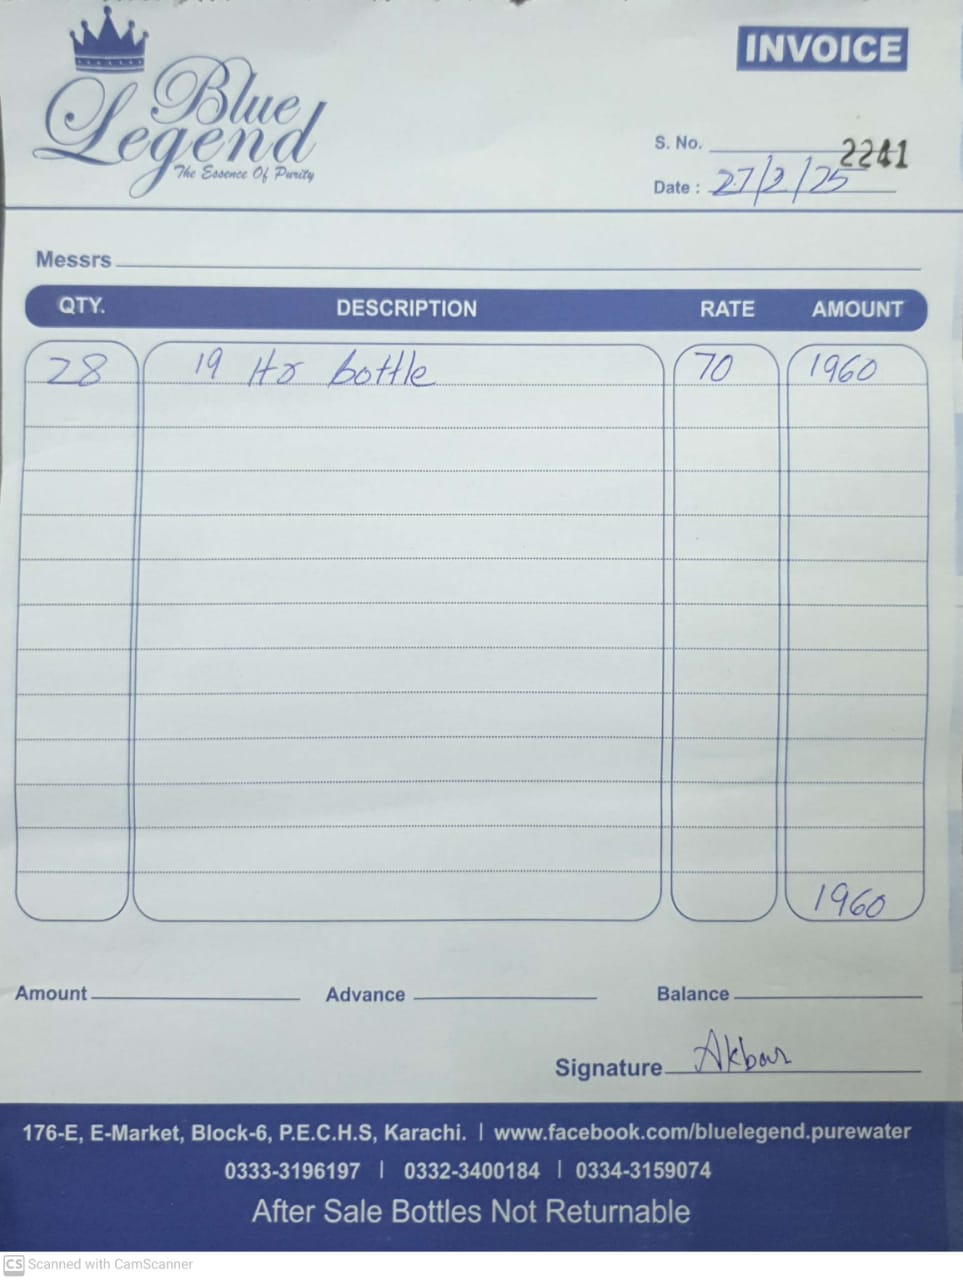 Blue Legend
The Essence Of Purity
INVOICE
S. No. 2241
Date : 27/2/25
Messrs
QTY. DESCRIPTION RATE AMOUNT
28 19 ltr bottle 70 1960
1960
Amount Advance Balance
Signature Akbar
176-E, E-Market, Block-6, P.E.C.H.S, Karachi. | www.facebook.com/bluelegend.purewater
0333-3196197 | 0332-3400184 | 0334-3159074
After Sale Bottles Not Returnable
CS Scanned with CamScanner